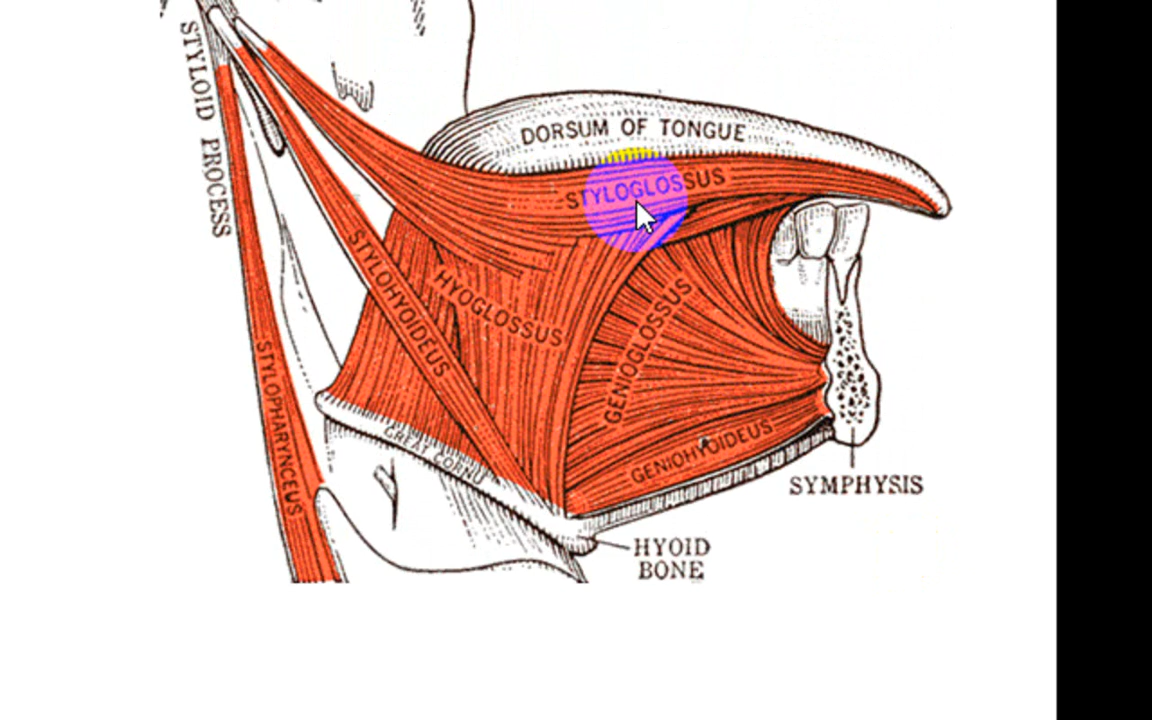 STYLOID PROCESS
DORSUM OF TONGUE
STYLOGLOSSUS
STYLOHYOIDEUS
HYOGLOSSUS
GENIOGLOSSUS
STYLOPHARYNGEUS
GREAT CORNU
GENIOHYOIDEUS
SYMPHYSIS
HYOID
BONE